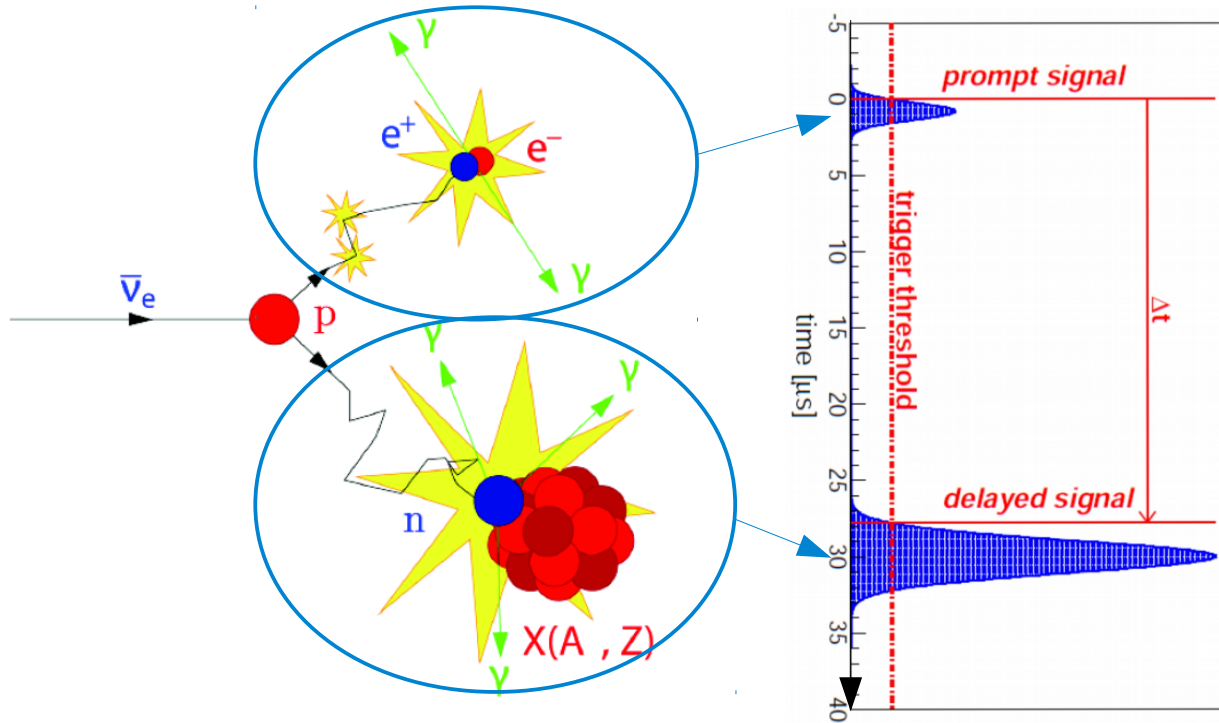 γ
e⁺
e⁻
γ
ν̅ₑ
p
γ
γ
n
X(A , Z)
γ
-5
0
5
10
15
20
25
30
35
40
time [μs]
prompt signal
trigger threshold
Δt
delayed signal